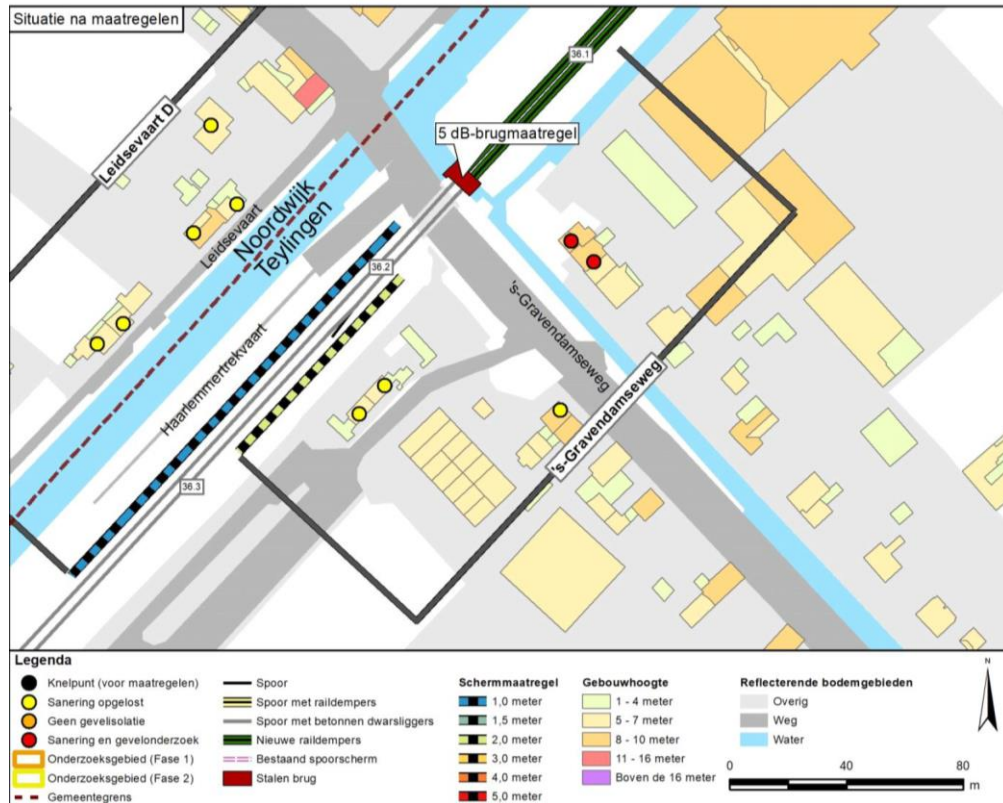 Situatie na maatregelen
36.1
5 dB-brugmaatregel
Leidsevaart D
Leidsevaart
Noordwijk
Teylingen
36.2
Haarlemmertrekvaart
36.3
's-Gravendamseweg
's-Gravendamseweg
Legenda
Knelpunt (voor maatregelen)
Sanering opgelost
Geen gevelisolatie
Sanering en gevelonderzoek
Onderzoeksgebied (Fase 1)
Onderzoeksgebied (Fase 2)
Gemeentegrens
Spoor
Spoor met raildempers
Spoor met betonnen dwarsliggers
Nieuwe raildempers
Bestaand spoorscherm
Stalen brug
Schermmaatregel
1,0 meter
1,5 meter
2,0 meter
3,0 meter
4,0 meter
5,0 meter
Gebouwhoogte
1 - 4 meter
5 - 7 meter
8 - 10 meter
11 - 16 meter
Boven de 16 meter
Reflecterende bodemgebieden
Overig
Weg
Water
N
0 40 80
m